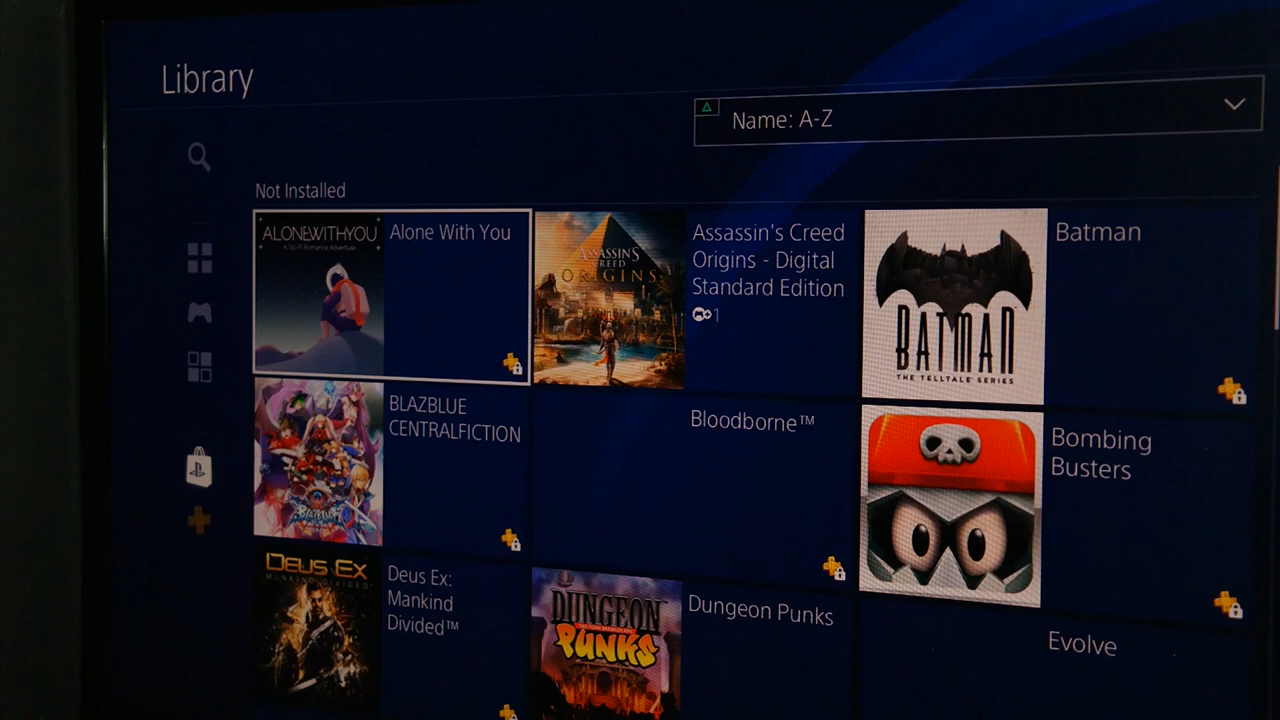 Library
Name: A-Z
Not Installed
ALONEWITHYOU
A Sci-Fi Romance Adventure
Alone With You
ASSASSIN'S
CREED
ORIGINS
Assassin's Creed
Origins - Digital
Standard Edition
1
BATMAN
THE TELLTALE SERIES
Batman
BLAZBLUE
BLAZBLUE
CENTRALFICTION
Bloodborne™
Bombing
Busters
DEUS EX
MANKIND DIVIDED
Deus Ex:
Mankind
Divided™
DUNGEON
PUNKS
Dungeon Punks
Evolve